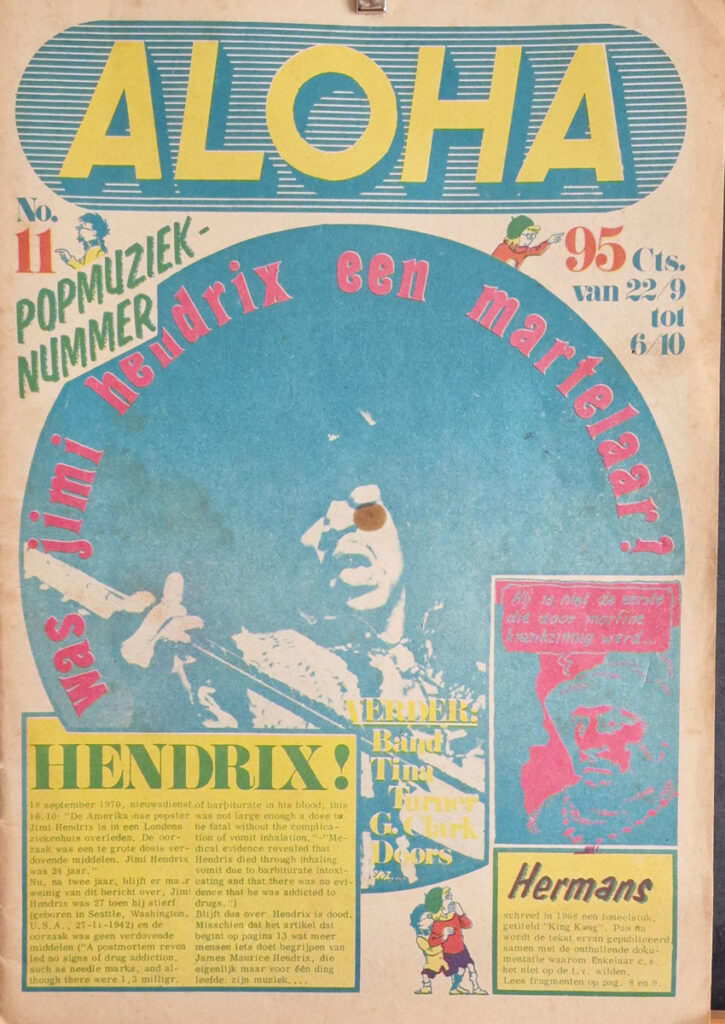 ALOHA
No.
11
POPMUZIEK-
NUMMER
95 Cts.
van 22/9
tot
6/10
was jimi hendrix een martelaar!
Hij is niet de eerste
die door morfine
krankzinnig werd...
VERDER:
Band
Tina
Turner
G. Clark
Doors
enz....
HENDRIX!
18 september 1970, nieuwsdienst
16.10: "De Amerikaanse popster
Jimi Hendrix is in een Londens
ziekenhuis overleden. De oor-
zaak was een te grote dosis ver-
dovende middelen. Jimi Hendrix
was 24 jaar."
Nu, na twee jaar, blijft er maar
weinig van dit bericht over, Jimi
Hendrix was 27 toen hij stierf
(geboren in Seattle, Washington,
U.S.A., 27-11-1942) en de
oorzaak was geen verdovende
middelen ("A postmortem revea
led no signs of drug addiction,
such as needle marks, and al-
though there were 1,3 milligr.
of barbiturate in his blood, this
was not large enough a dose to
be fatal without the complica-
tion of vomit inhalation."-"Me-
dical evidence revealed that
Hendrix died through inhaling
vomit due to barbiturate intoxi-
cating and that there was no evi-
dence that he was addicted to
drugs.")
Blijft dus over: Hendrix is dood.
Misschien dat het artikel dat
begint op pagina 13 wat meer
mensen iets doet begrijpen van
James Maurice Hendrix, die
eigenlijk maar voor één ding
leefde: zijn muziek....
Hermans
schreef in 1968 een toneelstuk,
getiteld "King Kong". Pas nu
wordt de tekst ervan gepubliceerd,
samen met de onthullende doku-
mentatie waarom Enkelaar c.s.
het niet op de t.v. wilden.
Lees fragmenten op pag. 8 en 9.